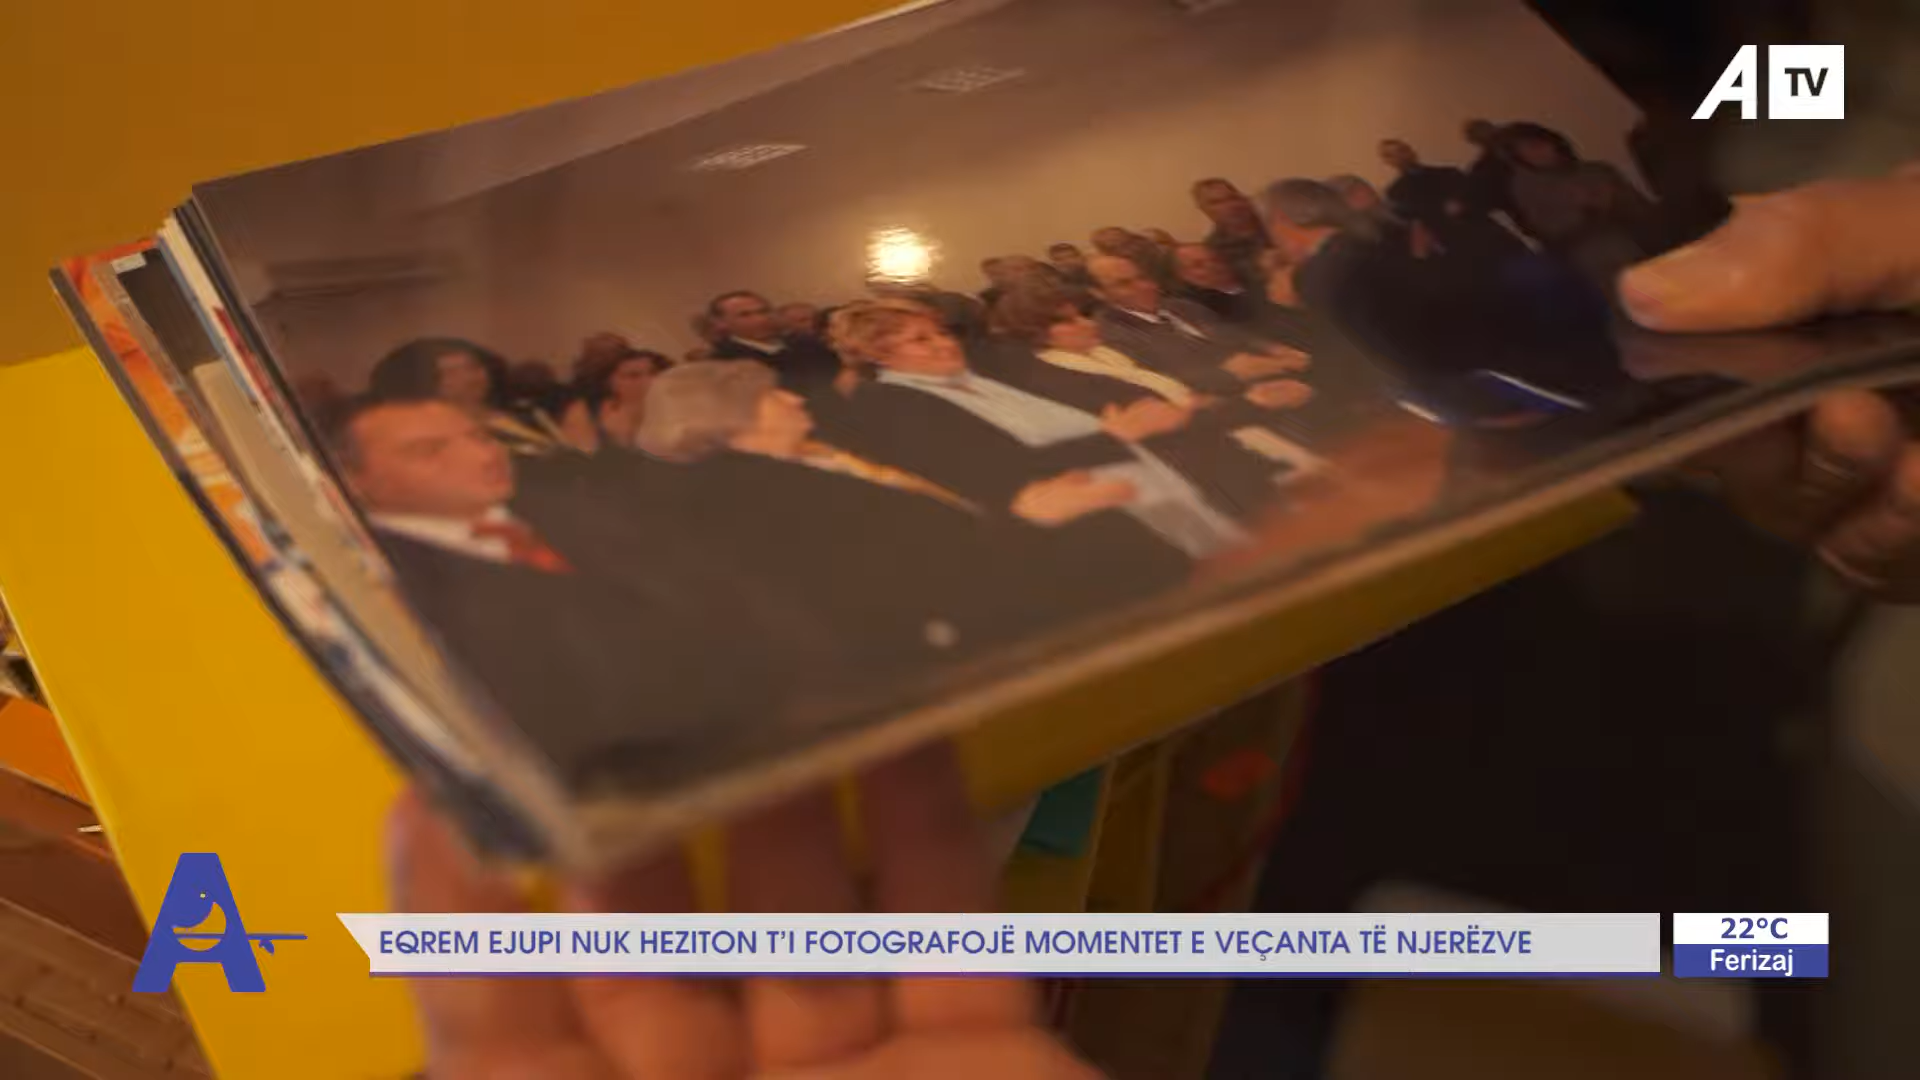 A TV
EQREM EJUPI NUK HEZITON T'I FOTOGRAFOJË MOMENTET E VEÇANTA TË NJERËZVE
22°C
Ferizaj